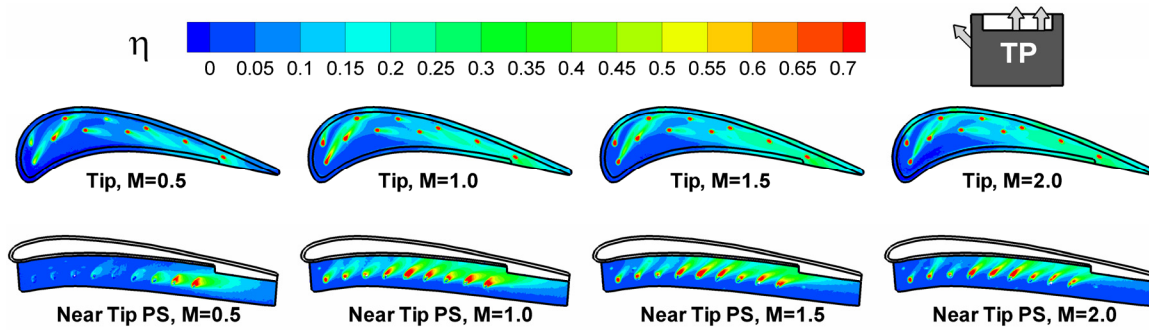 η
0 0.05 0.1 0.15 0.2 0.25 0.3 0.35 0.4 0.45 0.5 0.55 0.6 0.65 0.7
TP
Tip, M=0.5 Tip, M=1.0 Tip, M=1.5 Tip, M=2.0
Near Tip PS, M=0.5 Near Tip PS, M=1.0 Near Tip PS, M=1.5 Near Tip PS, M=2.0